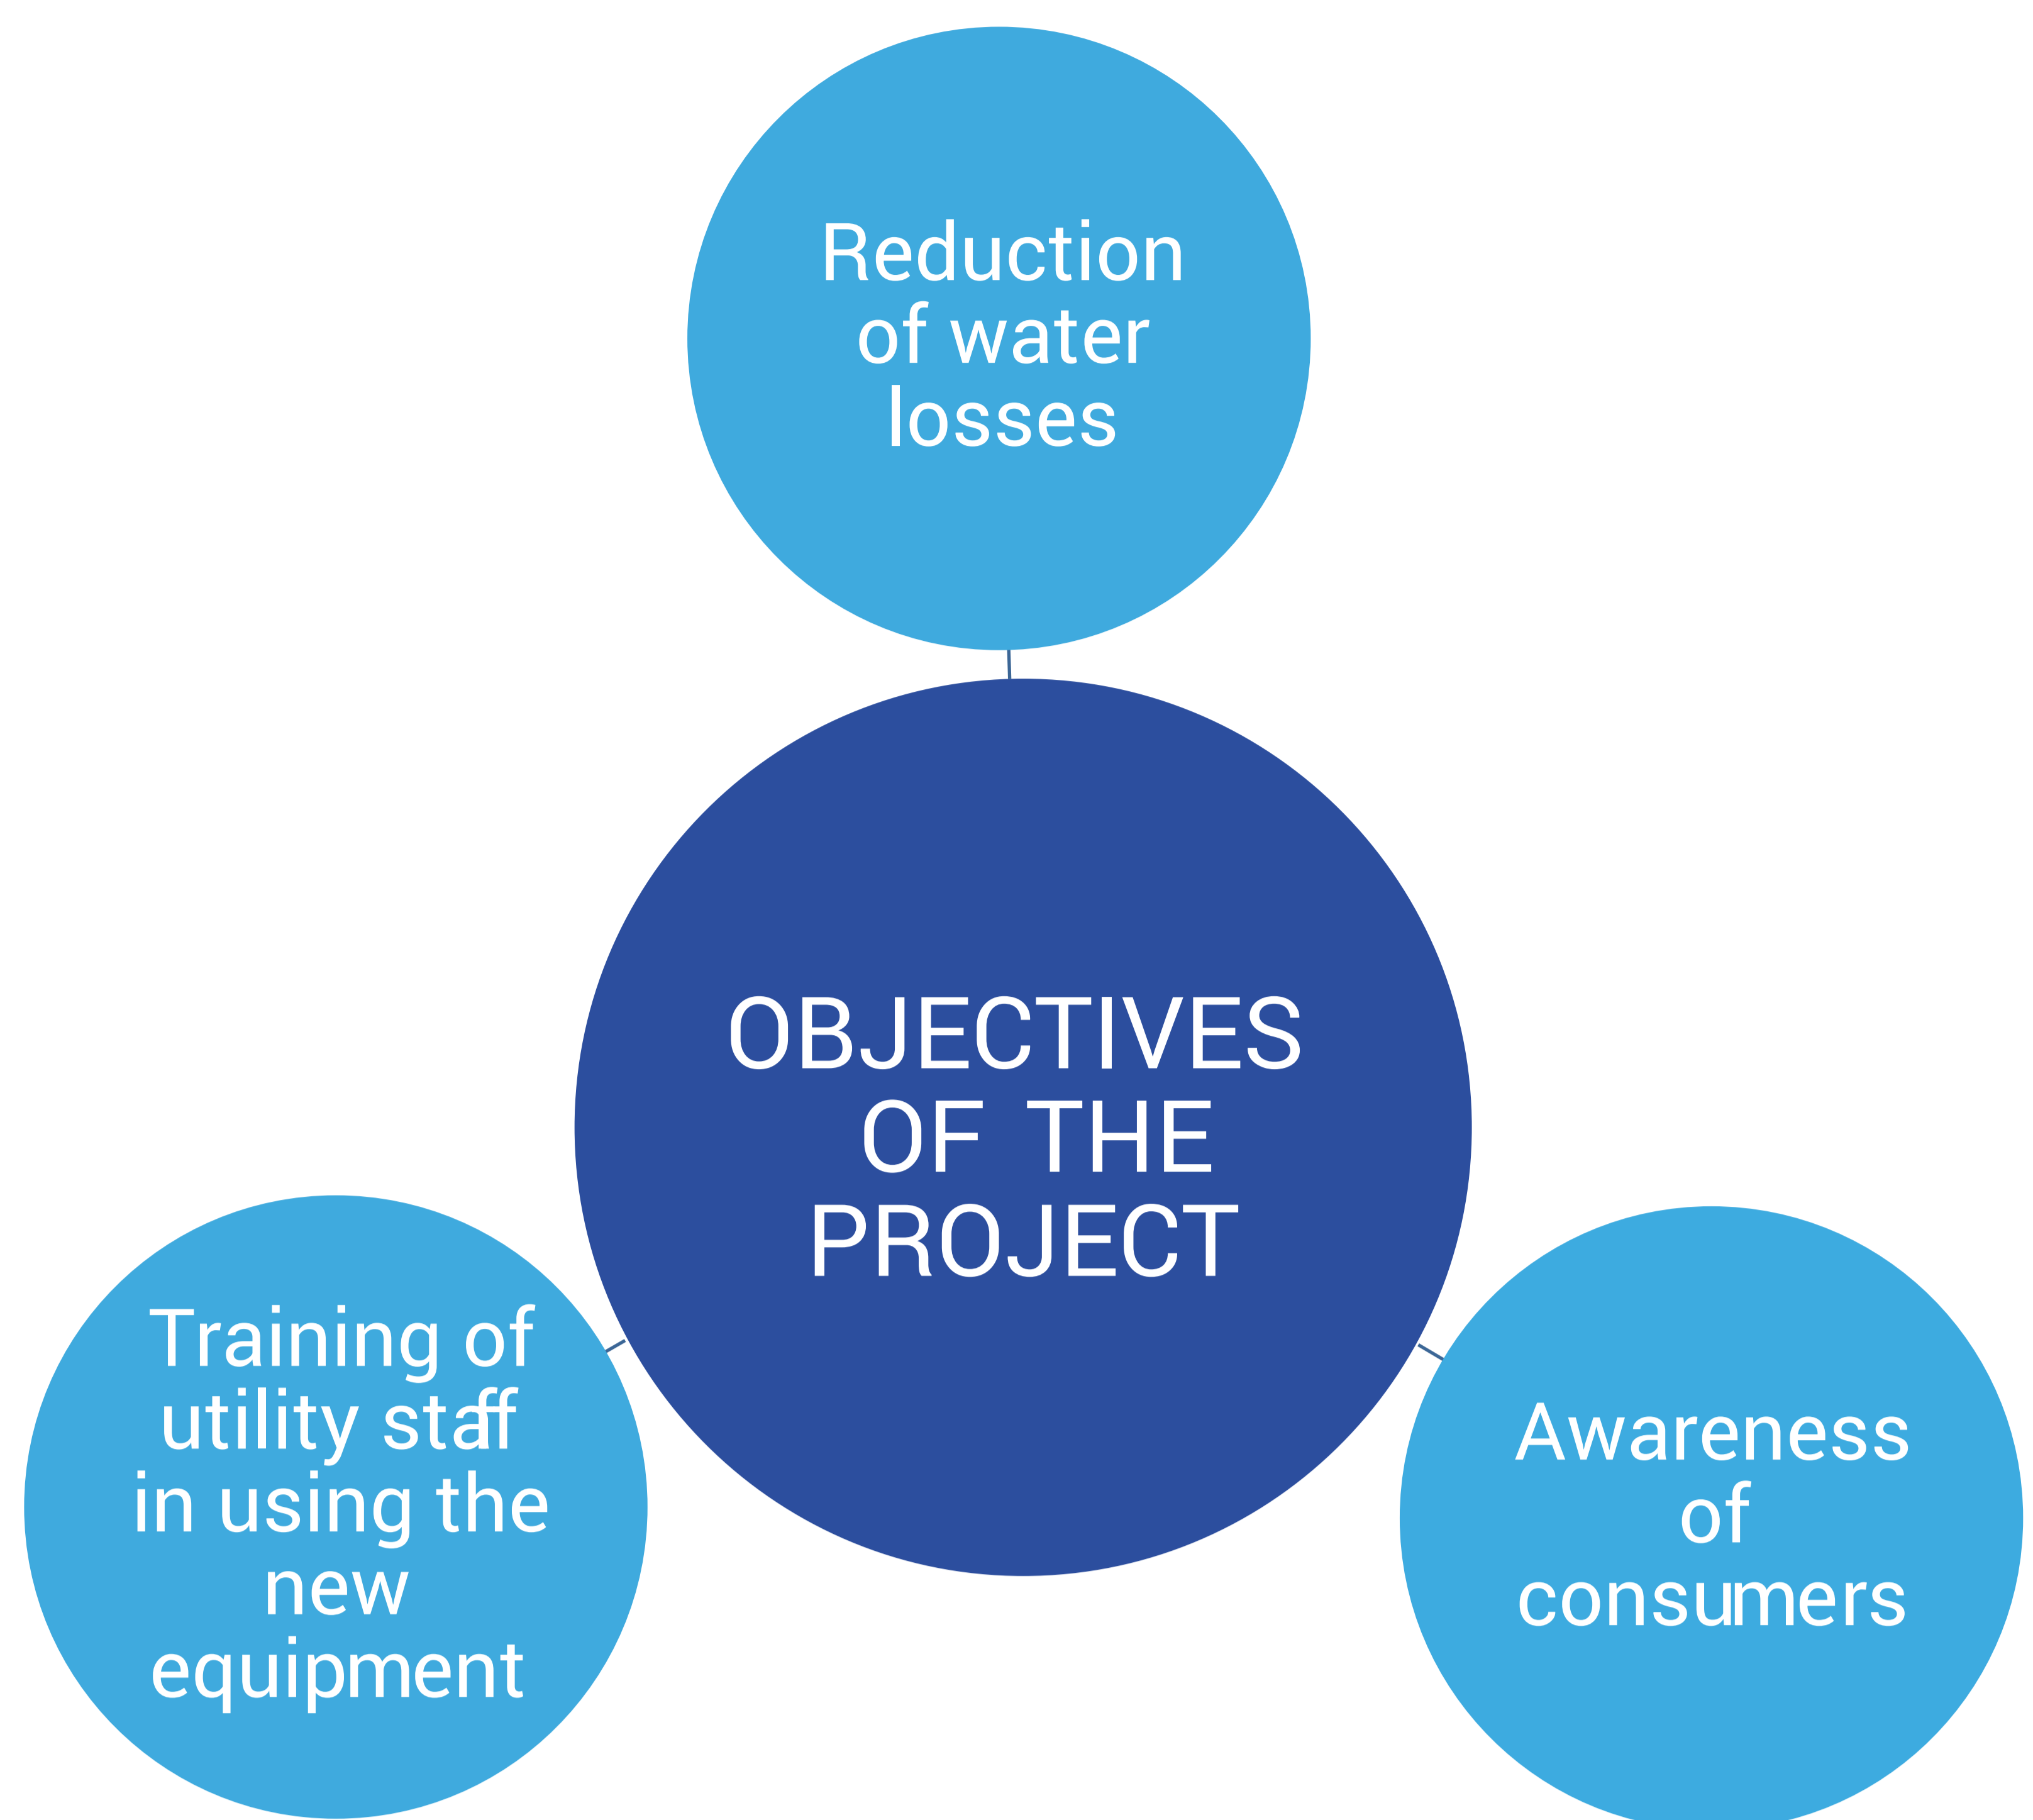 Reduction
of water
losses
OBJECTIVES
OF THE
PROJECT
Training of
utility staff
in using the
new
equipment
Awareness
of
consumers